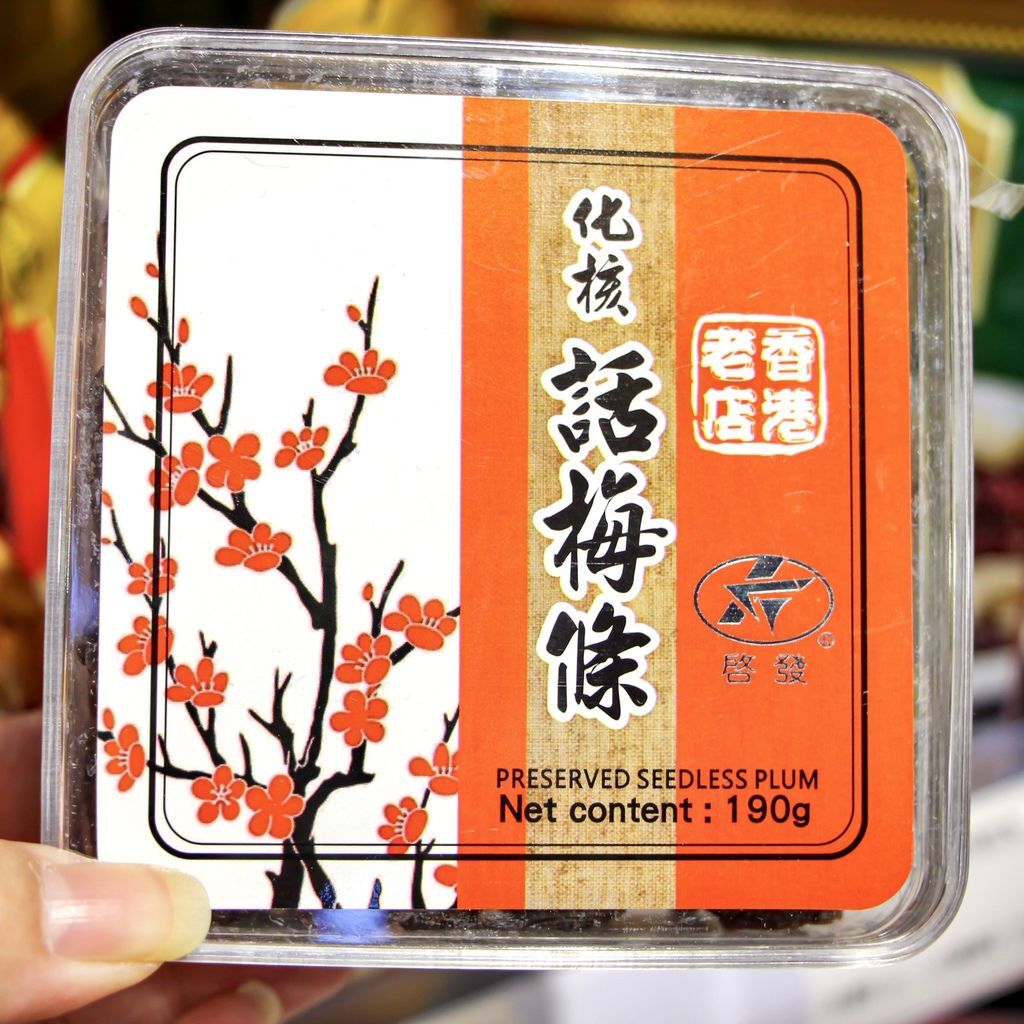 化核
話梅條
香港
老店
®
啓發
PRESERVED SEEDLESS PLUM
Net content : 190g